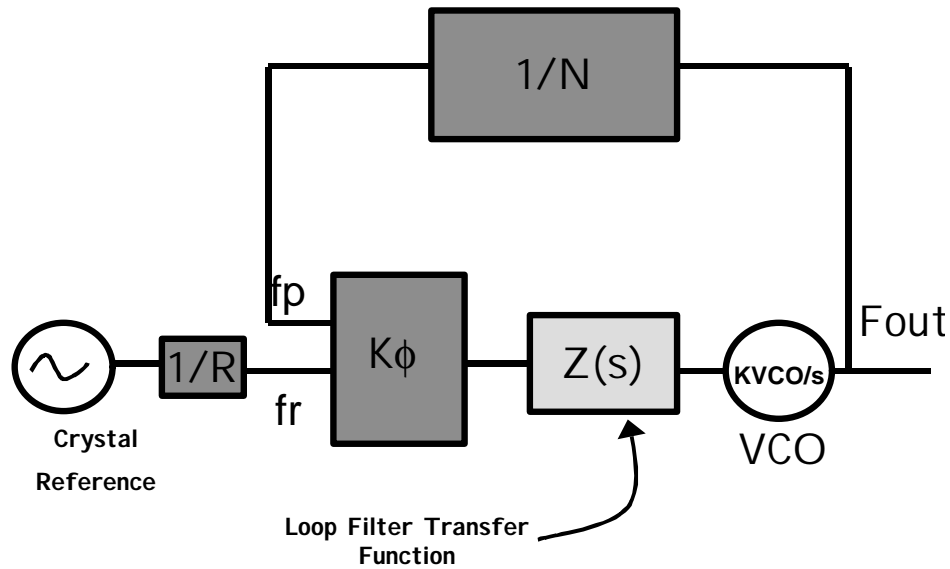 1/N
fp
Fout
1/R
Kϕ
Z(s)
KVCO/s
fr
VCO
Crystal
Reference
Loop Filter Transfer
Function